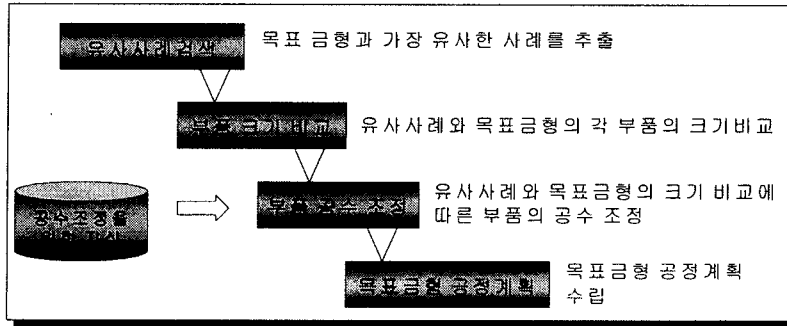 유사사례검색
목표 금형과 가장 유사한 사례를 추출
부품 크기 비교
유사사례와 목표금형의 각 부품의 크기비교
부품 공수 조정
유사사례와 목표금형의 크기 비교에
따른 부품의 공수 조정
공수조정을
위한 지식
목표금형 공정계획
목표금형 공정계획
수립